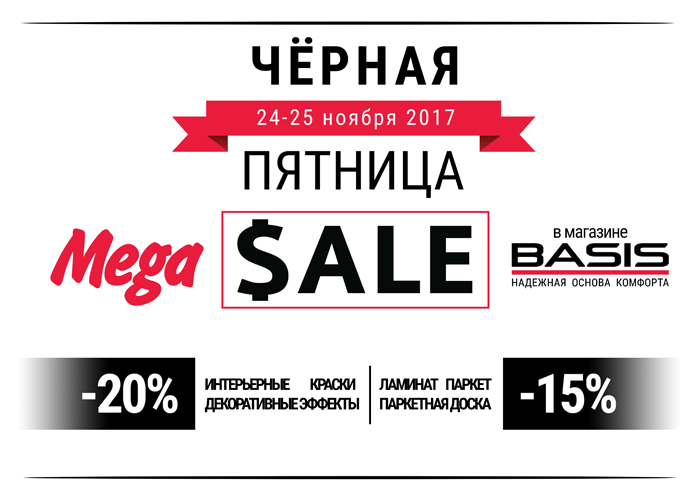 ЧЁРНАЯ
24-25 ноября 2017
ПЯТНИЦА
Mega
$ALE
в магазине
BASIS
НАДЕЖНАЯ ОСНОВА КОМФОРТА
-20%
ИНТЕРЬЕРНЫЕ КРАСКИ
ДЕКОРАТИВНЫЕ ЭФФЕКТЫ
ЛАМИНАТ ПАРКЕТ
ПАРКЕТНАЯ ДОСКА
-15%